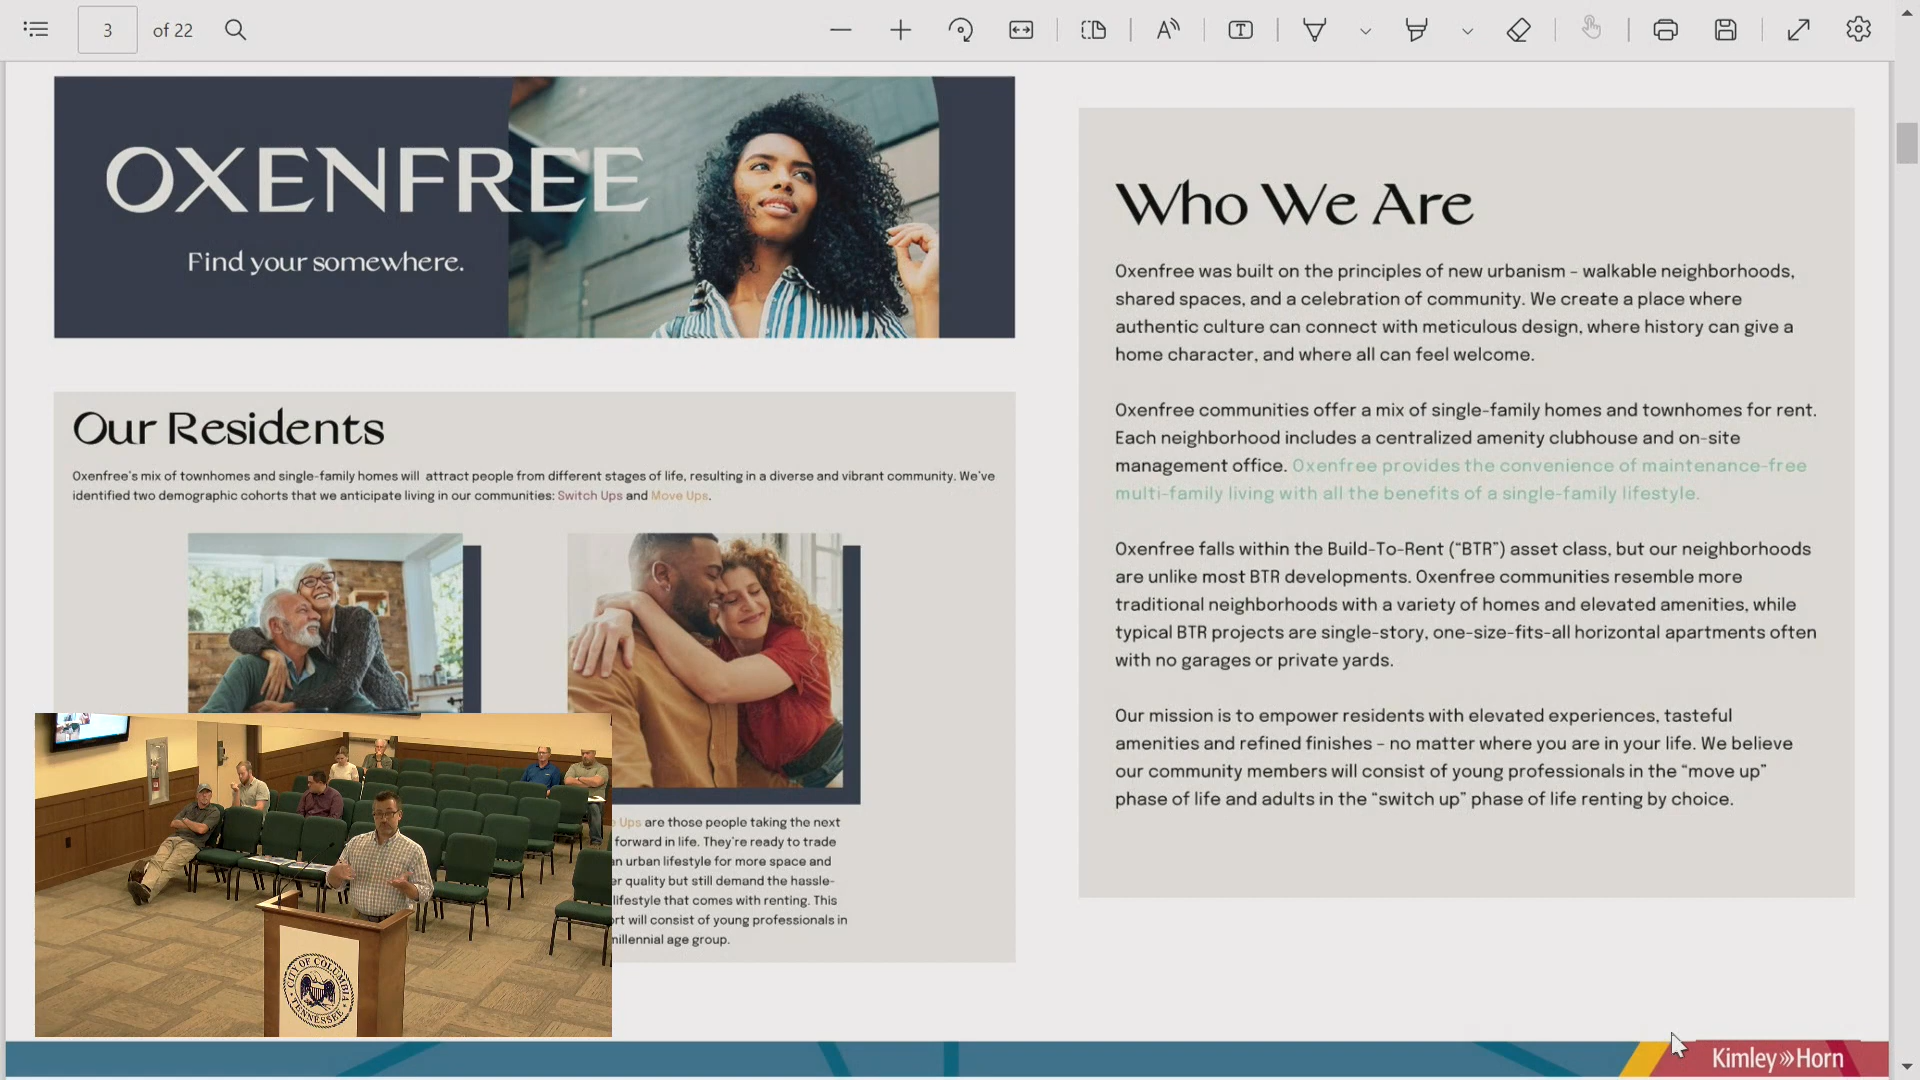 3
of 22
OXENFREE
Find your somewhere.
Our Residents
Oxenfree's mix of townhomes and single-family homes will attract people from different stages of life, resulting in a diverse and vibrant community. We've
identified two demographic cohorts that we anticipate living in our communities: Switch Ups and Move Ups.
Ups are those people taking the next
forward in life. They're ready to trade
an urban lifestyle for more space and
er quality but still demand the hassle-
lifestyle that comes with renting. This
ort will consist of young professionals in
millennial age group.
CITY OF COLUMBIA
TENNESSEE
Who We Are
Oxenfree was built on the principles of new urbanism – walkable neighborhoods,
shared spaces, and a celebration of community. We create a place where
authentic culture can connect with meticulous design, where history can give a
home character, and where all can feel welcome.
Oxenfree communities offer a mix of single-family homes and townhomes for rent.
Each neighborhood includes a centralized amenity clubhouse and on-site
management office. Oxenfree provides the convenience of maintenance-free
multi-family living with all the benefits of a single-family lifestyle.
Oxenfree falls within the Build-To-Rent ("BTR") asset class, but our neighborhoods
are unlike most BTR developments. Oxenfree communities resemble more
traditional neighborhoods with a variety of homes and elevated amenities, while
typical BTR projects are single-story, one-size-fits-all horizontal apartments often
with no garages or private yards.
Our mission is to empower residents with elevated experiences, tasteful
amenities and refined finishes – no matter where you are in your life. We believe
our community members will consist of young professionals in the "move up"
phase of life and adults in the "switch up" phase of life renting by choice.
Kimley»Horn